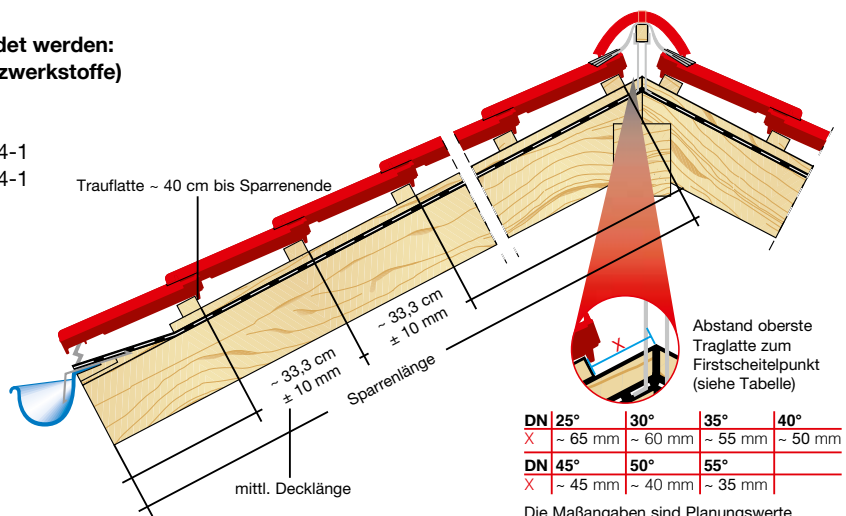 det werden:
zwerkstoffe)
4-1
4-1
Trauflatte ~ 40 cm bis Sparrenende
~ 33,3 cm
± 10 mm
~ 33,3 cm
± 10 mm
Sparrenlänge
mittl. Decklänge
X
Abstand oberste
Traglatte zum
Firstscheitelpunkt
(siehe Tabelle)
DN 25° 30° 35° 40°
X ~ 65 mm ~ 60 mm ~ 55 mm ~ 50 mm
DN 45° 50° 55°
X ~ 45 mm ~ 40 mm ~ 35 mm
Die Maßangaben sind Planungswerte